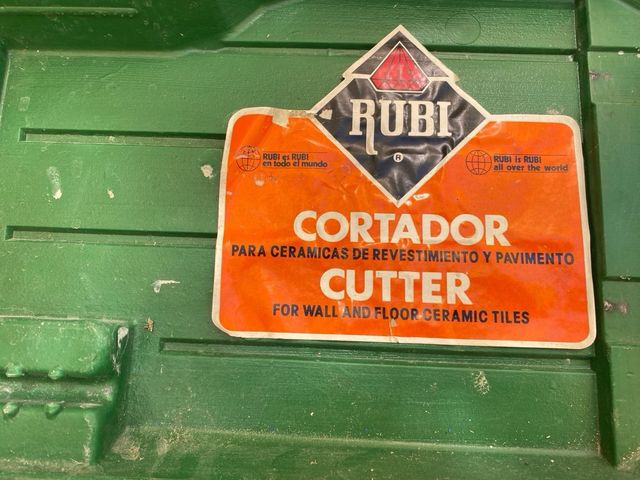 RUBI
®
RUBI es RUBI
en todo el mundo
RUBI is RUBI
all over the world
CORTADOR
PARA CERAMICAS DE REVESTIMIENTO Y PAVIMENTO
CUTTER
FOR WALL AND FLOOR CERAMIC TILES